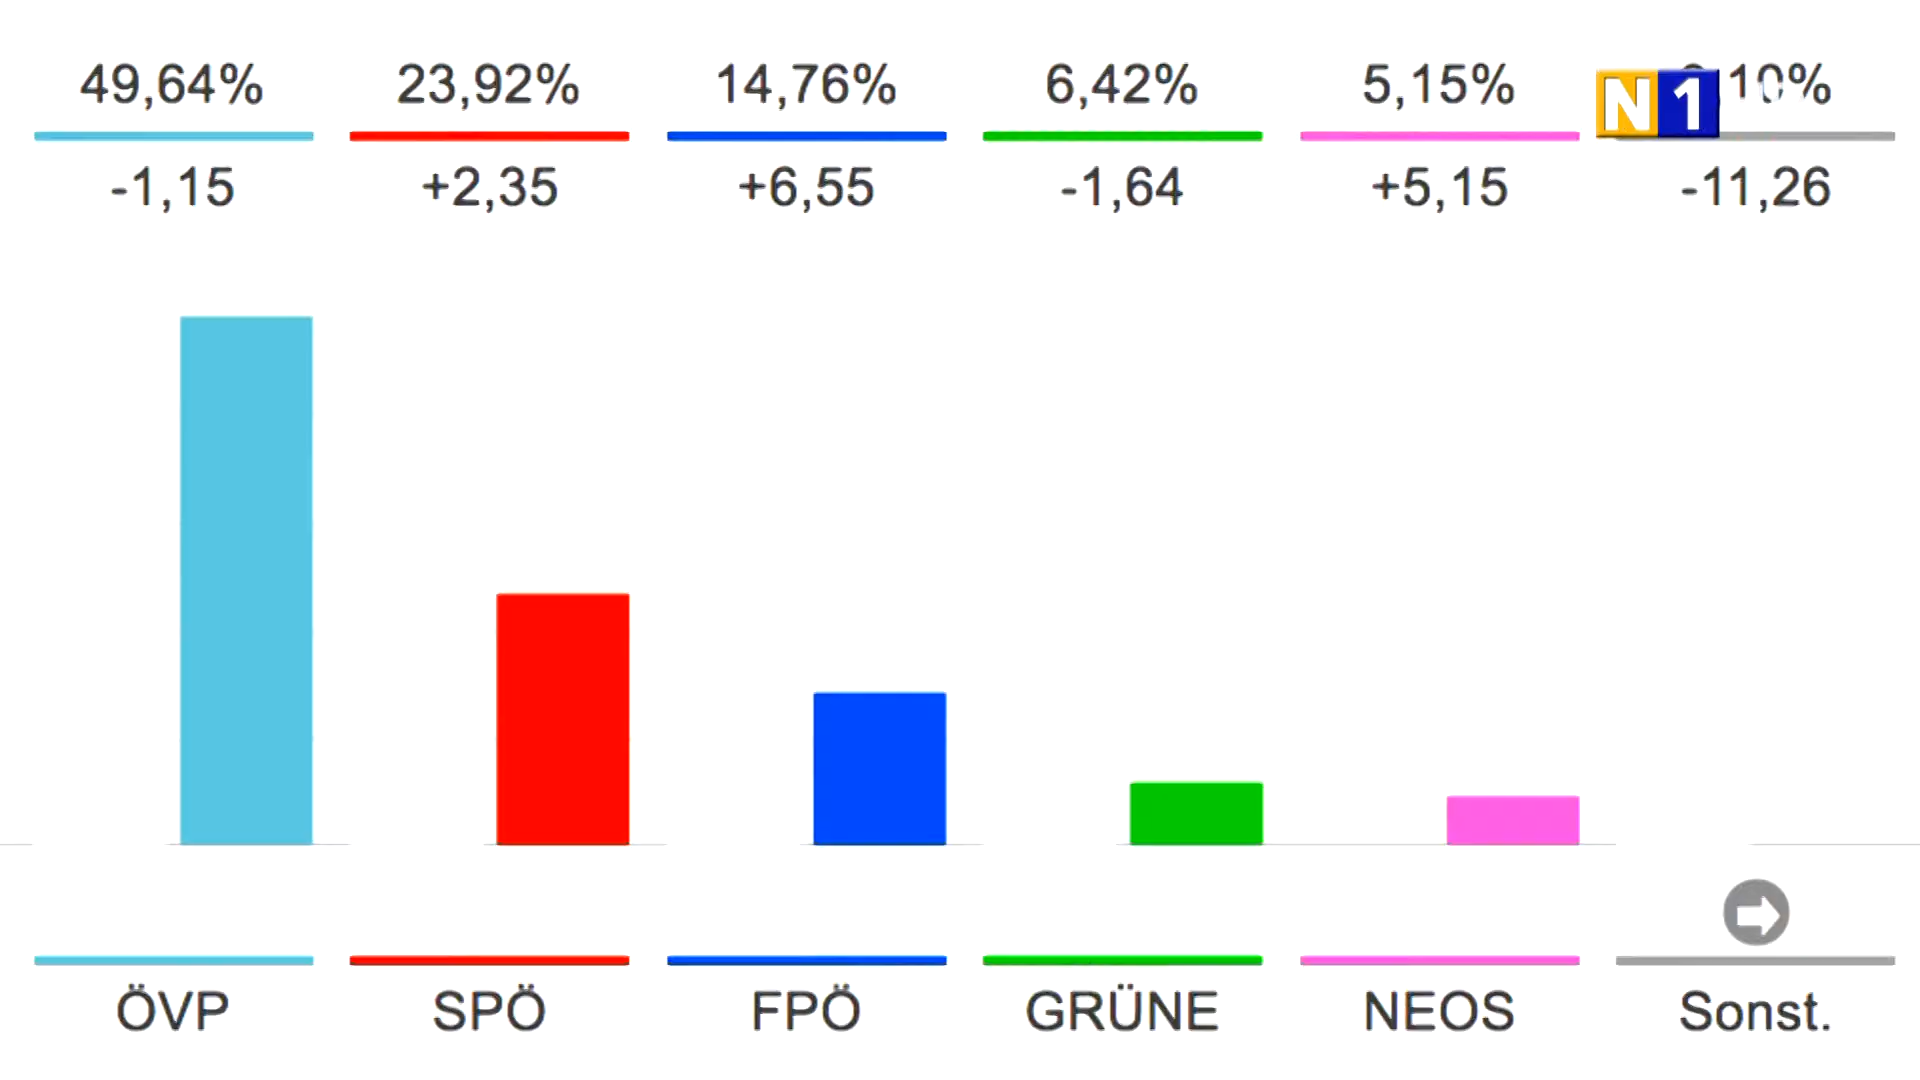 49,64% 23,92% 14,76% 6,42% 5,15% 10%
-1,15 +2,35 +6,55 -1,64 +5,15 -11,26
N1
ÖVP SPÖ FPÖ GRÜNE NEOS Sonst.